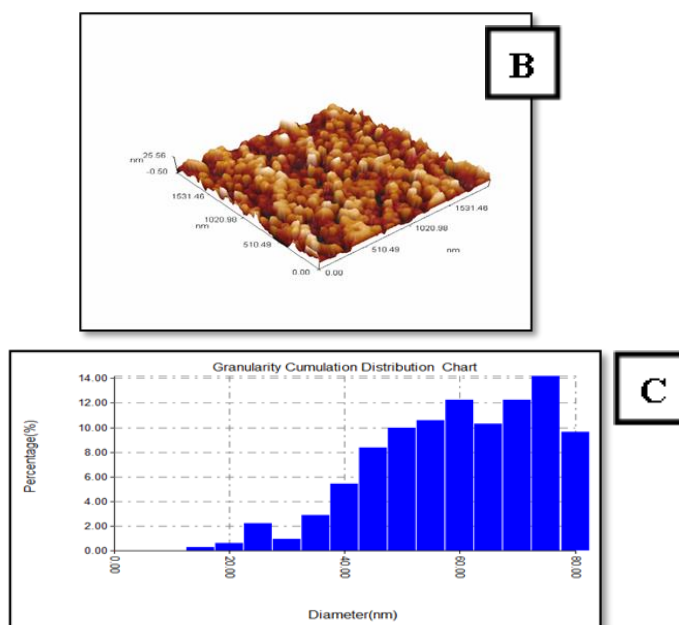 B
25.56
nm
-0.50
1531.46
1020.98
nm
510.49
0.00
0.00
510.49
nm
1020.98
1531.46
C
Granularity Cumulation Distribution Chart
14.00
12.00
10.00
8.00
6.00
4.00
2.00
0.00
Percentage(%)
0.00
20.00
40.00
60.00
80.00
Diameter(nm)